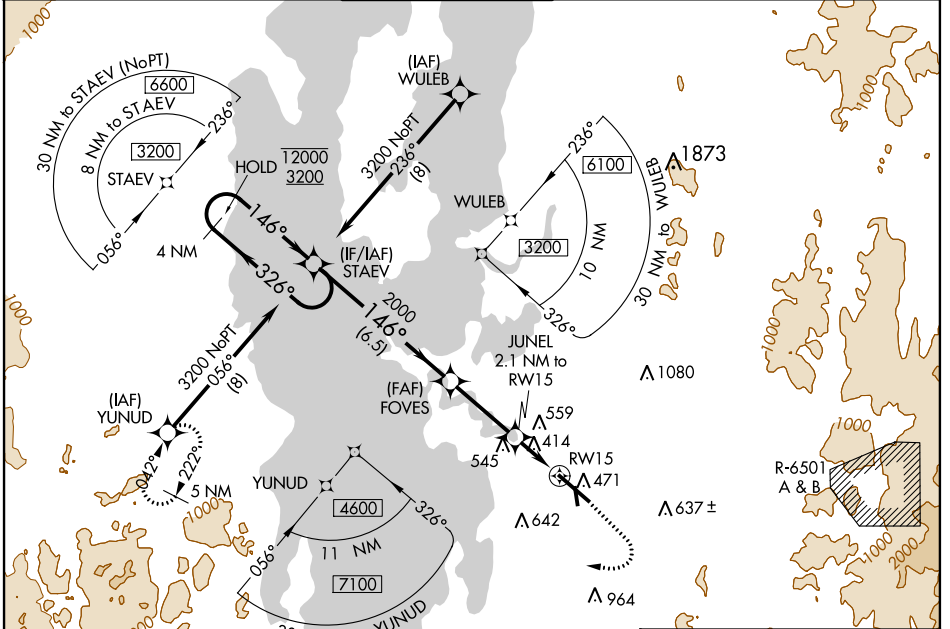 1000
30 NM to STAEV (NoPT)
6600
8 NM to STAEV
236°
3200
STAEV
056°
HOLD
12000
3200
4 NM
146°
326°
(IAF)
WULEB
3200 NoPT
236°
(8)
(IF/IAF)
STAEV
236°
6100
WULEB
3200
10 NM
30 NM to WULEB
326°
1873
1000
1000
1000
1000
2000
146°
(6.5)
3200 NoPT
056°
(8)
(IAF)
YUNUD
042°
222°
5 NM
1000
(FAF)
FOVES
JUNEL
2.1 NM to
RW15
559
414
545
RW15
471
1080
642
637 ±
964
1000
R-6501
A & B
1000
2000
YUNUD
4600
326°
056°
11 NM
7100
YUNUD